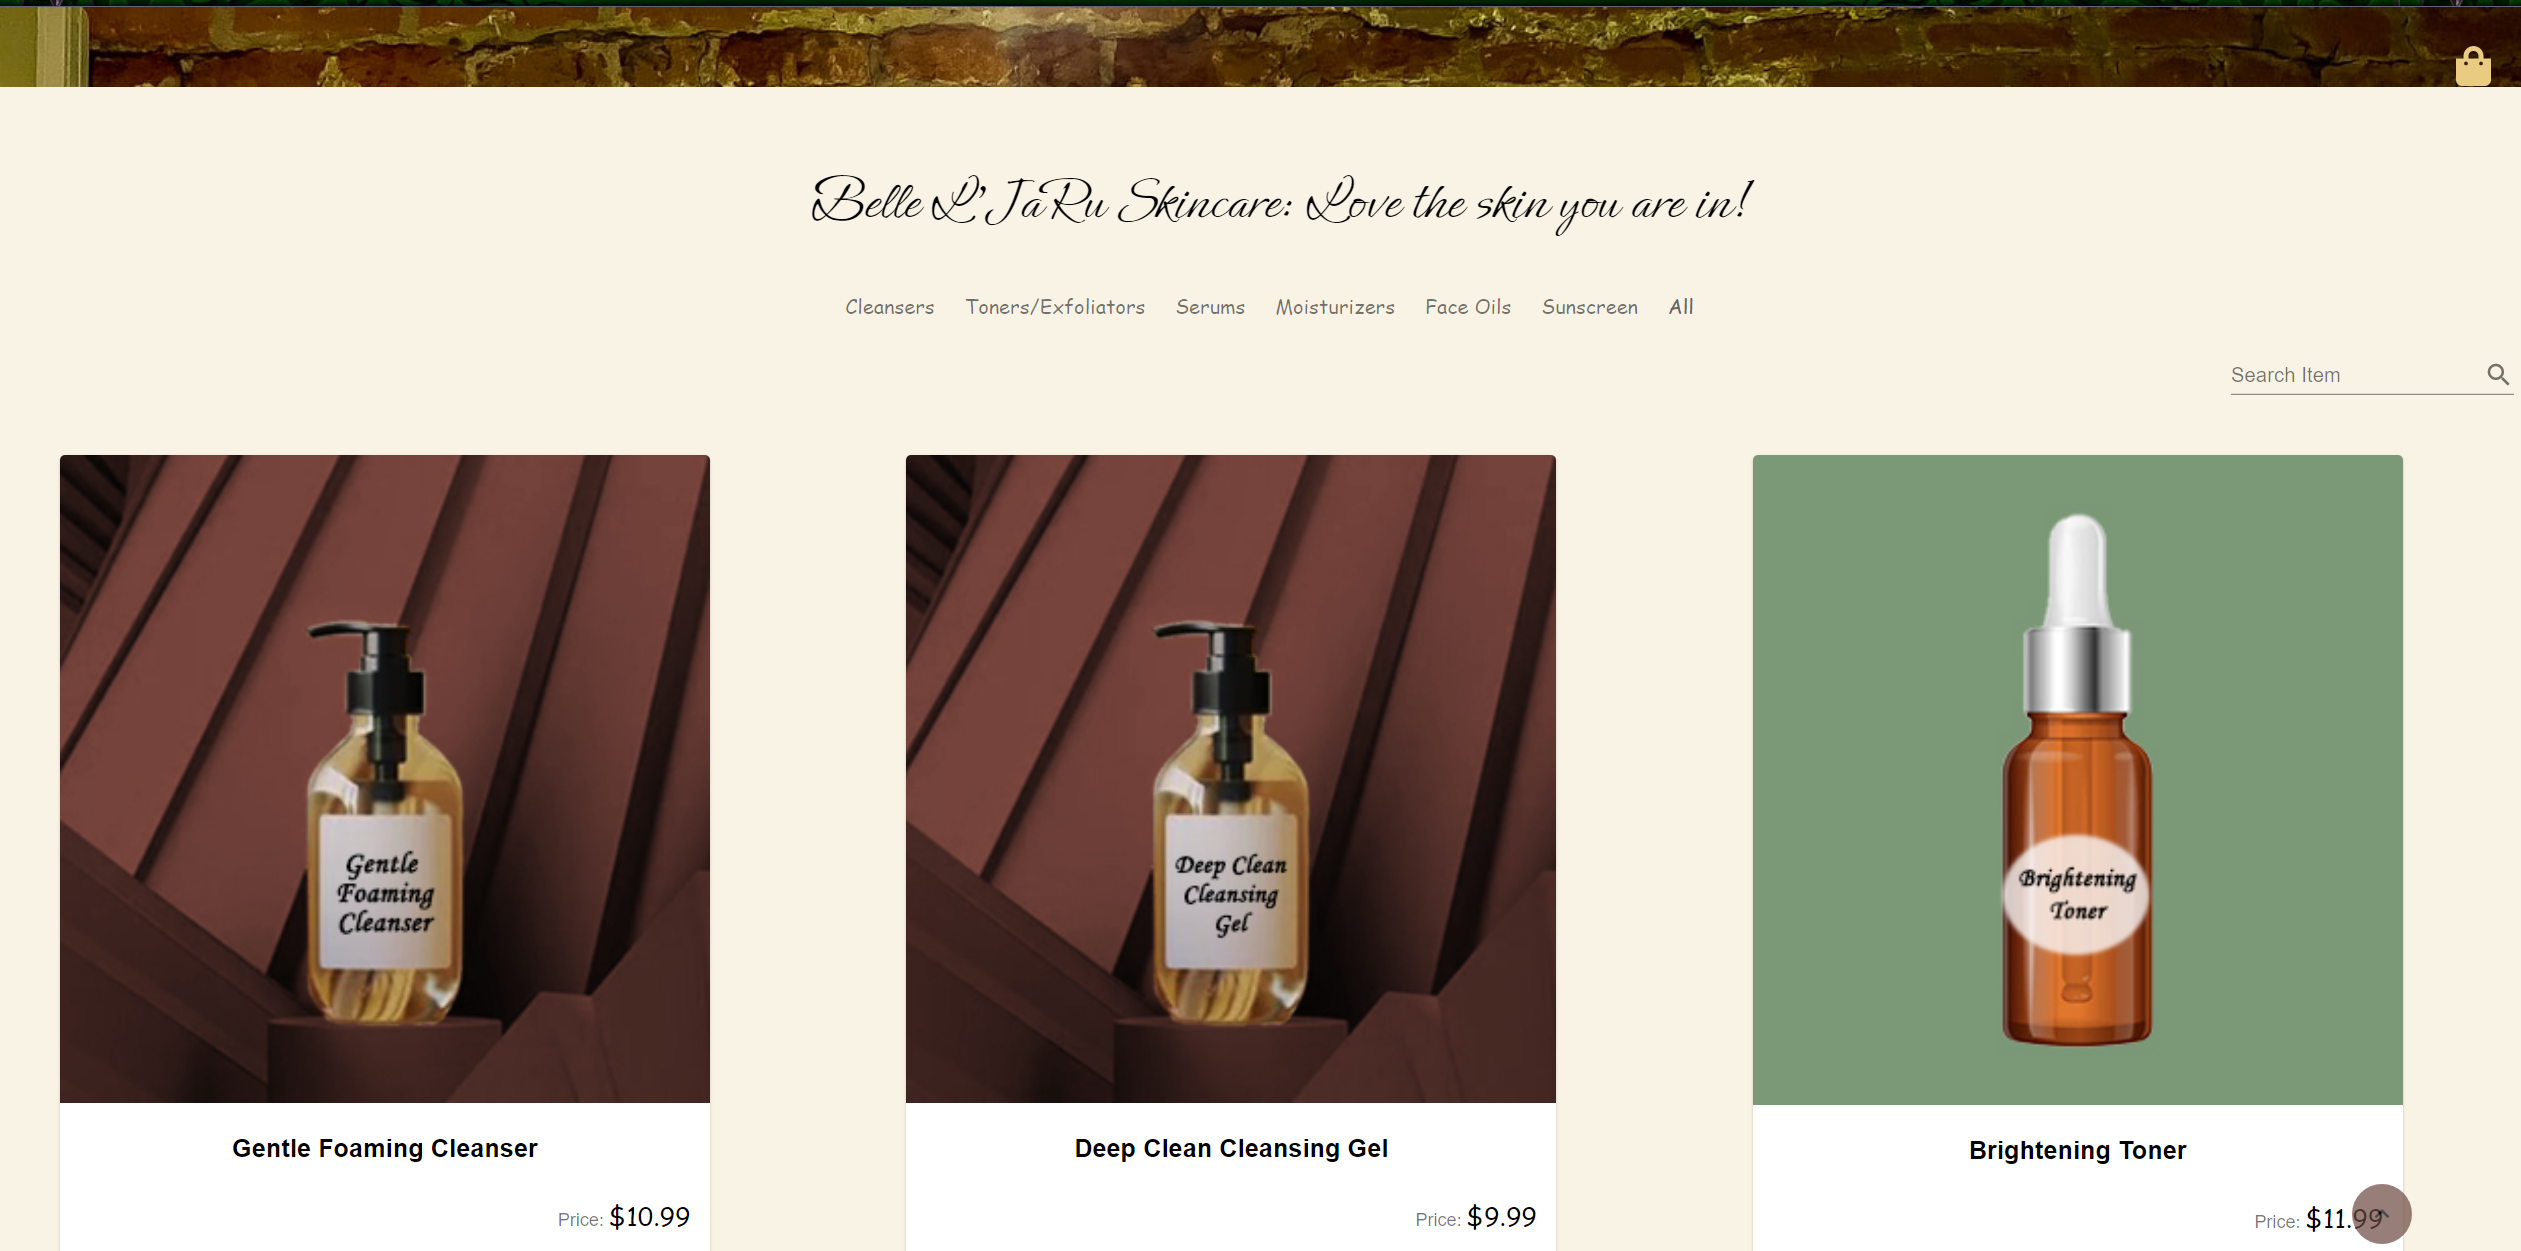 Belle L'JaRu Skincare: Love the skin you are in!
Cleansers Toners/Exfoliators Serums Moisturizers Face Oils Sunscreen All
Search Item
Gentle
Foaming
Cleanser
Deep Clean
Cleansing
Gel
Brightening
Toner
Gentle Foaming Cleanser
Deep Clean Cleansing Gel
Brightening Toner
Price: $10.99
Price: $9.99
Price: $11.99